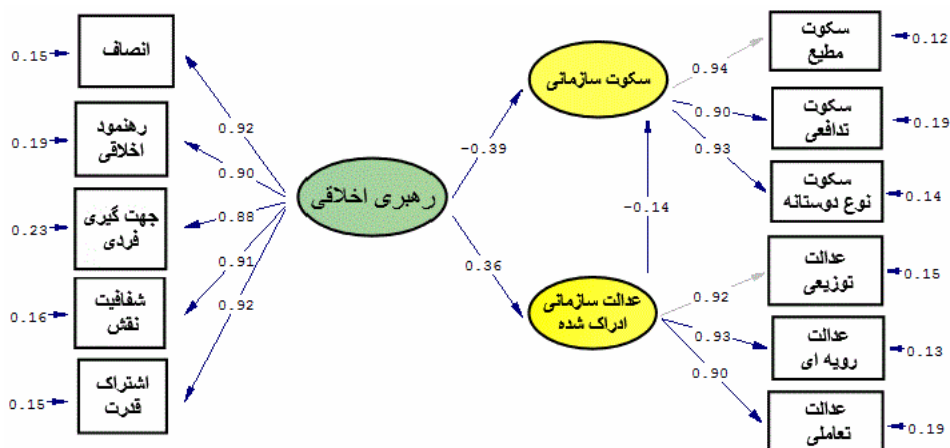 0.15
انصاف
0.19
رهنمود
اخلاقی
0.23
جهت گیری
فردی
0.16
شفافیت
نقش
0.15
اشتراک
قدرت
0.92
0.90
0.88
0.91
0.92
رهبری اخلاقی
-0.39
0.36
سکوت سازمانی
-0.14
عدالت سازمانی
ادراک شده
0.94
0.90
0.93
0.92
0.93
0.90
سکوت
مطیع
0.12
سکوت
تدافعی
0.19
سکوت
نوع دوستانه
0.14
عدالت
توزیعی
0.15
عدالت
رویه ای
0.13
عدالت
تعاملی
0.19